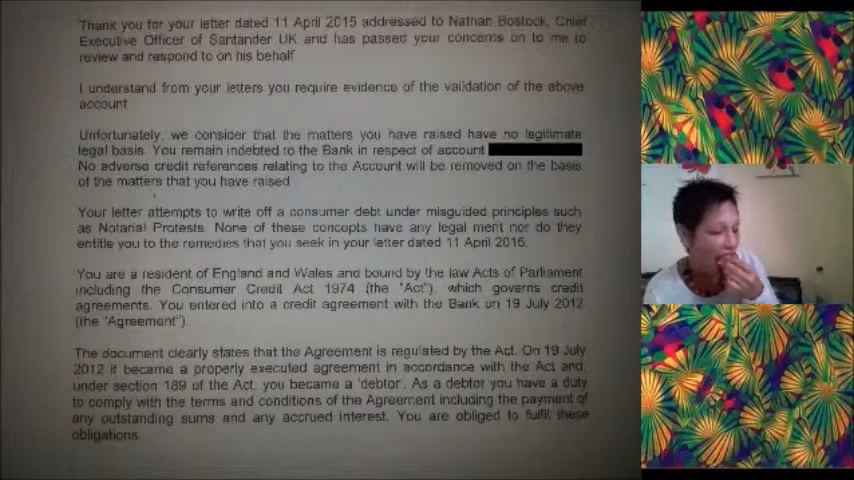 Thank you for your letter dated 11 April 2015 addressed to Nathan Bostock, Chief
Executive Officer of Santander UK and has passed your concerns on to me to
review and respond to on his behalf
I understand from your letters you require evidence of the validation of the above
account
Unfortunately, we consider that the matters you have raised have no legitimate
legal basis. You remain indebted to the Bank in respect of account
No adverse credit references relating to the Account will be removed on the basis
of the matters that you have raised
Your letter attempts to write off a consumer debt under misguided principles such
as Notarial Protests. None of these concepts have any legal merit nor do they
entitle you to the remedies that you seek in your letter dated 11 April 2015.
You are a resident of England and Wales and bound by the law Acts of Parliament
including the Consumer Credit Act 1974 (the "Act"), which governs credit
agreements. You entered into a credit agreement with the Bank on 19 July 2012
(the "Agreement").
The document clearly states that the Agreement is regulated by the Act. On 19 July
2012 it became a properly executed agreement in accordance with the Act and,
under section 189 of the Act, you became a 'debtor'. As a debtor you have a duty
to comply with the terms and conditions of the Agreement including the payment of
any outstanding sums and any accrued interest. You are obliged to fulfil these
obligations.